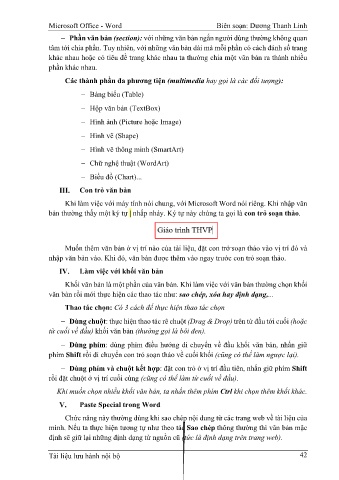 Microsoft Office - Word Biên soạn: Dương Thanh Linh
− Phần văn bản (section): với những văn bản ngắn người dùng thường không quan
tâm tới chia phần. Tuy nhiên, với những văn bản dài mà mỗi phần có cách đánh số trang
khác nhau hoặc có tiêu đề trang khác nhau ta thường chia một văn bản ra thành nhiều
phần khác nhau.
Các thành phần đa phương tiện (multimedia hay gọi là các đối tượng):
− Bảng biểu (Table)
− Hộp văn bản (TextBox)
− Hình ảnh (Picture hoặc Image)
− Hình vẽ (Shape)
− Hình vẽ thông minh (SmartArt)
− Chữ nghệ thuật (WordArt)
− Biểu đồ (Chart)...
III. Con trỏ văn bản
Khi làm việc với máy tính nói chung, với Microsoft Word nói riêng. Khi nhập văn
bản thường thấy một ký tự | nhấp nháy. Ký tự này chúng ta gọi là con trỏ soạn thảo.
Giáo trình THVP|
Muốn thêm văn bản ở vị trí nào của tài liệu, đặt con trỏ soạn thảo vào vị trí đó và
nhập văn bản vào. Khi đó, văn bản được thêm vào ngay trước con trỏ soạn thảo.
IV. Làm việc với khối văn bản
Khối văn bản là một phần của văn bản. Khi làm việc với văn bản thường chọn khối
văn bản rồi mới thực hiện các thao tác như: sao chép, xóa hay định dạng,...
Thao tác chọn: Có 3 cách để thực hiện thao tác chọn
− Dùng chuột: thực hiện thao tác rê chuột (Drag & Drop) trên từ đầu tới cuối (hoặc
từ cuối về đầu) khối văn bản (thường gọi là bôi đen).
− Dùng phím: dùng phím điều hướng di chuyển về đầu khối văn bản, nhấn giữ
phím Shift rồi di chuyển con trỏ soạn thảo về cuối khối (cũng có thể làm ngược lại).
− Dùng phím và chuột kết hợp: đặt con trỏ ở vị trí đầu tiên, nhấn giữ phím Shift
rồi đặt chuột ở vị trí cuối cùng (cũng có thể làm từ cuối về đầu).
Khi muốn chọn nhiều khối văn bản, ta nhấn thêm phím Ctrl khi chọn thêm khối khác.
V. Paste Special trong Word
Chức năng này thường dùng khi sao chép nội dung từ các trang web về tài liệu của
mình. Nếu ta thực hiện tương tự như theo tác Sao chép thông thường thì văn bản mặc
định sẽ giữ lại những định dạng từ nguồn cũ (tức là định dạng trên trang web).
Tài liệu lưu hành nội bộ 42